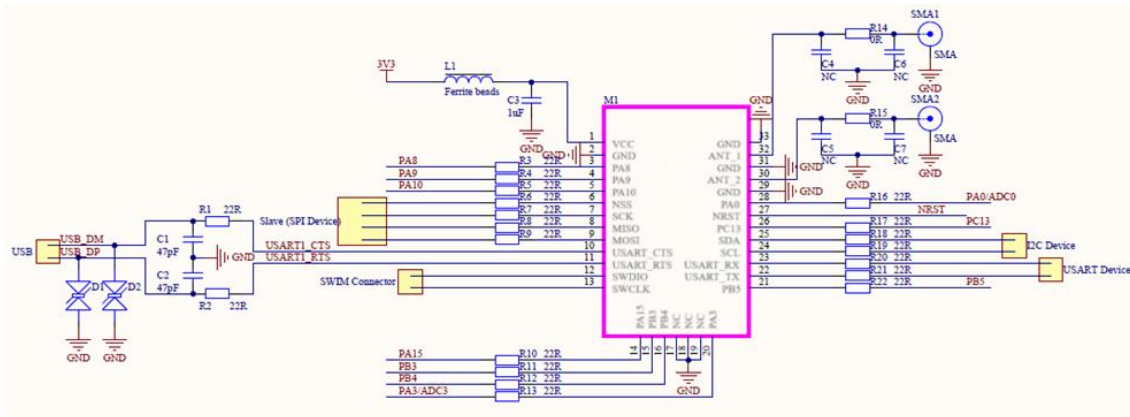 SMA1
R14
0R
C4
NC
C6
NC
SMA
GND
GND
3V3
L1
Ferrite beads
C3
1uF
GND
M1
GND
SMA2
R15
0R
C5
NC
C7
NC
SMA
GND
GND
1 VCC
2 GND
3 PA8
4 PA9
5 PA10
6 NSS
7 SCK
8 MISO
9 MOSI
10 USART_CTS
11 USART_RTS
12 SWDIO
13 SWCLK
GND 33
ANT_1 32
GND 31
ANT_2 30
GND 29
PA0 28
NRST 27
PC13 26
SDA 25
SCL 24
USART_RX 23
USART_TX 22
PB5 21
PA15 14
PB3 15
PB4 16
NC 17
NC 18
NC 19
PA3 20
GND
GND
GND
GND
PA8 R3 22R
PA9 R4 22R
PA10 R5 22R
R6 22R
R7 22R
R8 22R
R9 22R
Slave (SPI Device)
R16 22R PA0/ADC0
NRST
R17 22R PC13
R18 22R
R19 22R
I2C Device
R20 22R
R21 22R
USART Device
R22 22R PB5
R1 22R
C1
47pF
GND
C2
47pF
R2 22R
USB
USB_DM
USB_DP
D1
D2
GND
GND
USART1_CTS
USART1_RTS
SWIM Connector
PA15 R10 22R
PB3 R11 22R
PB4 R12 22R
PA3/ADC3 R13 22R
GND